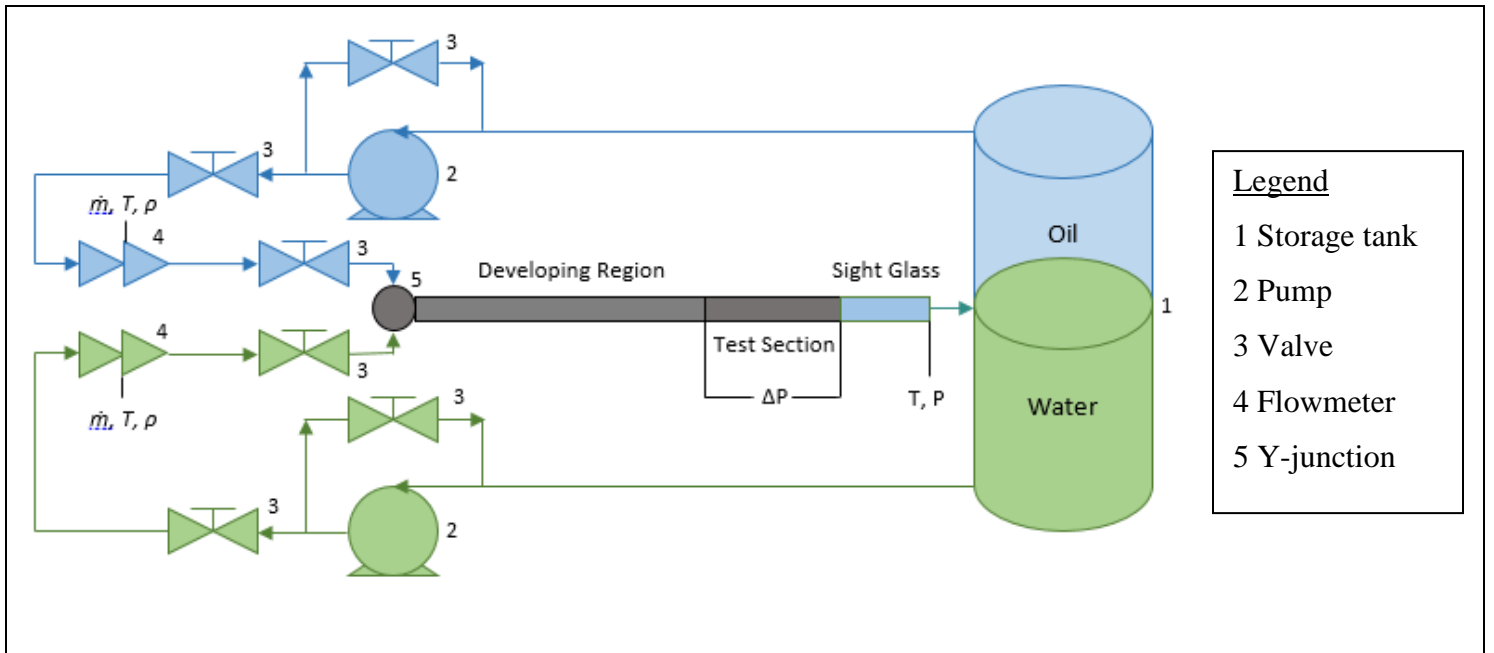 3
3
2
ṁ, T, ρ
4
3
Oil
Developing Region
Sight Glass
5
1
4
Test Section
3
ΔP
T, P
Water
ṁ, T, ρ
3
3
2
Legend
1 Storage tank
2 Pump
3 Valve
4 Flowmeter
5 Y-junction